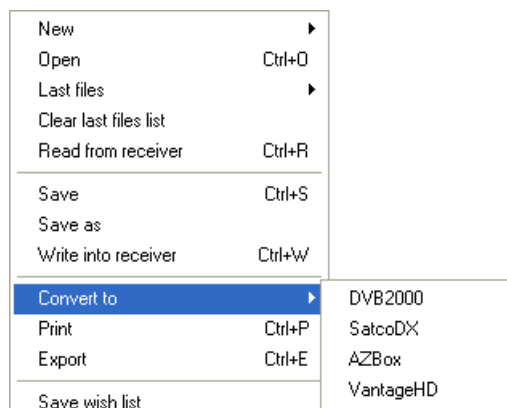 New
Open Ctrl+O
Last files
Clear last files list
Read from receiver Ctrl+R
Save Ctrl+S
Save as
Write into receiver Ctrl+W
Convert to
DVB2000
Print Ctrl+P
SatcoDX
Export Ctrl+E
AZBox
VantageHD
Save wish list